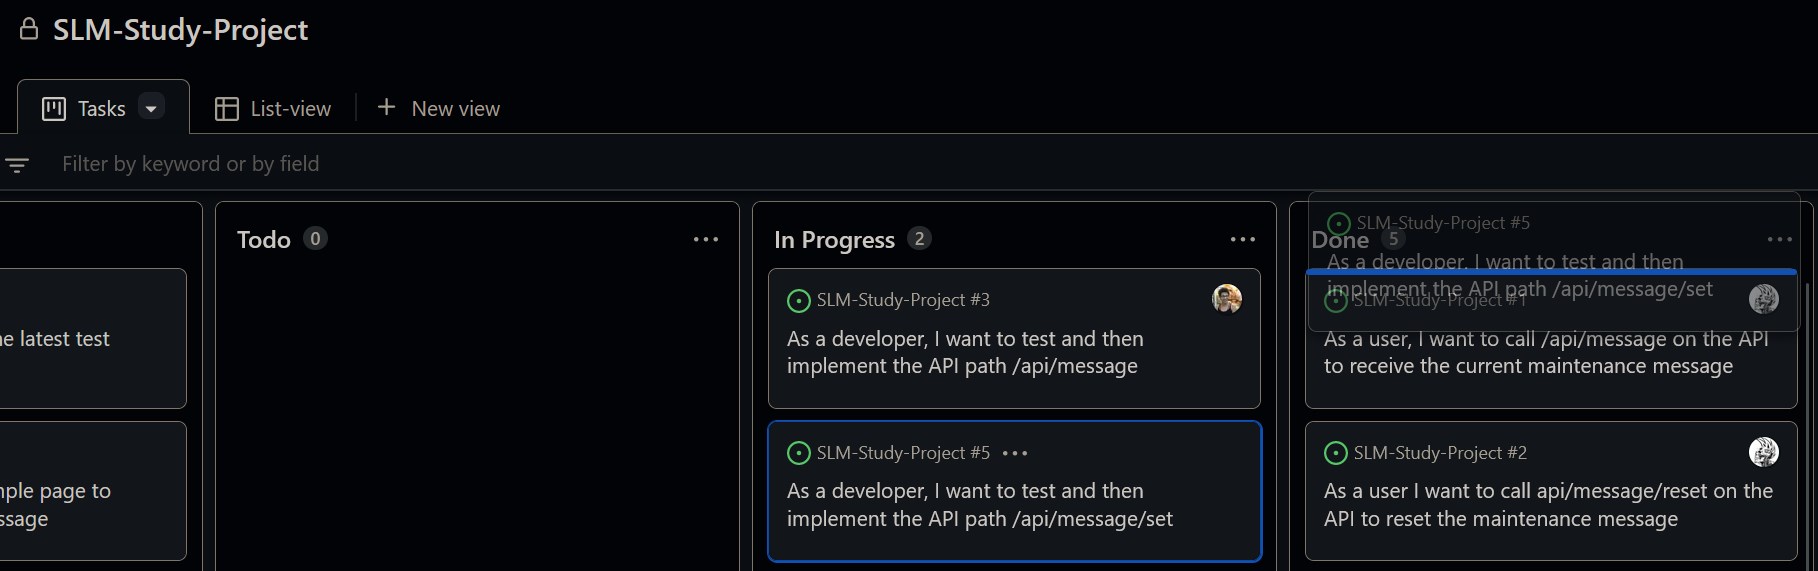 SLM-Study-Project
Tasks
List-view
New view
Filter by keyword or by field
e latest test
ple page to
ssage
Todo 0
In Progress 2
SLM-Study-Project #3
As a developer, I want to test and then
implement the API path /api/message
SLM-Study-Project #5
As a developer, I want to test and then
implement the API path /api/message/set
Done 5
SLM-Study-Project #5
As a developer, I want to test and then
implement the API path /api/message/set
SLM-Study-Project #1
As a user, I want to call /api/message on the API
to receive the current maintenance message
SLM-Study-Project #2
As a user I want to call api/message/reset on the
API to reset the maintenance message